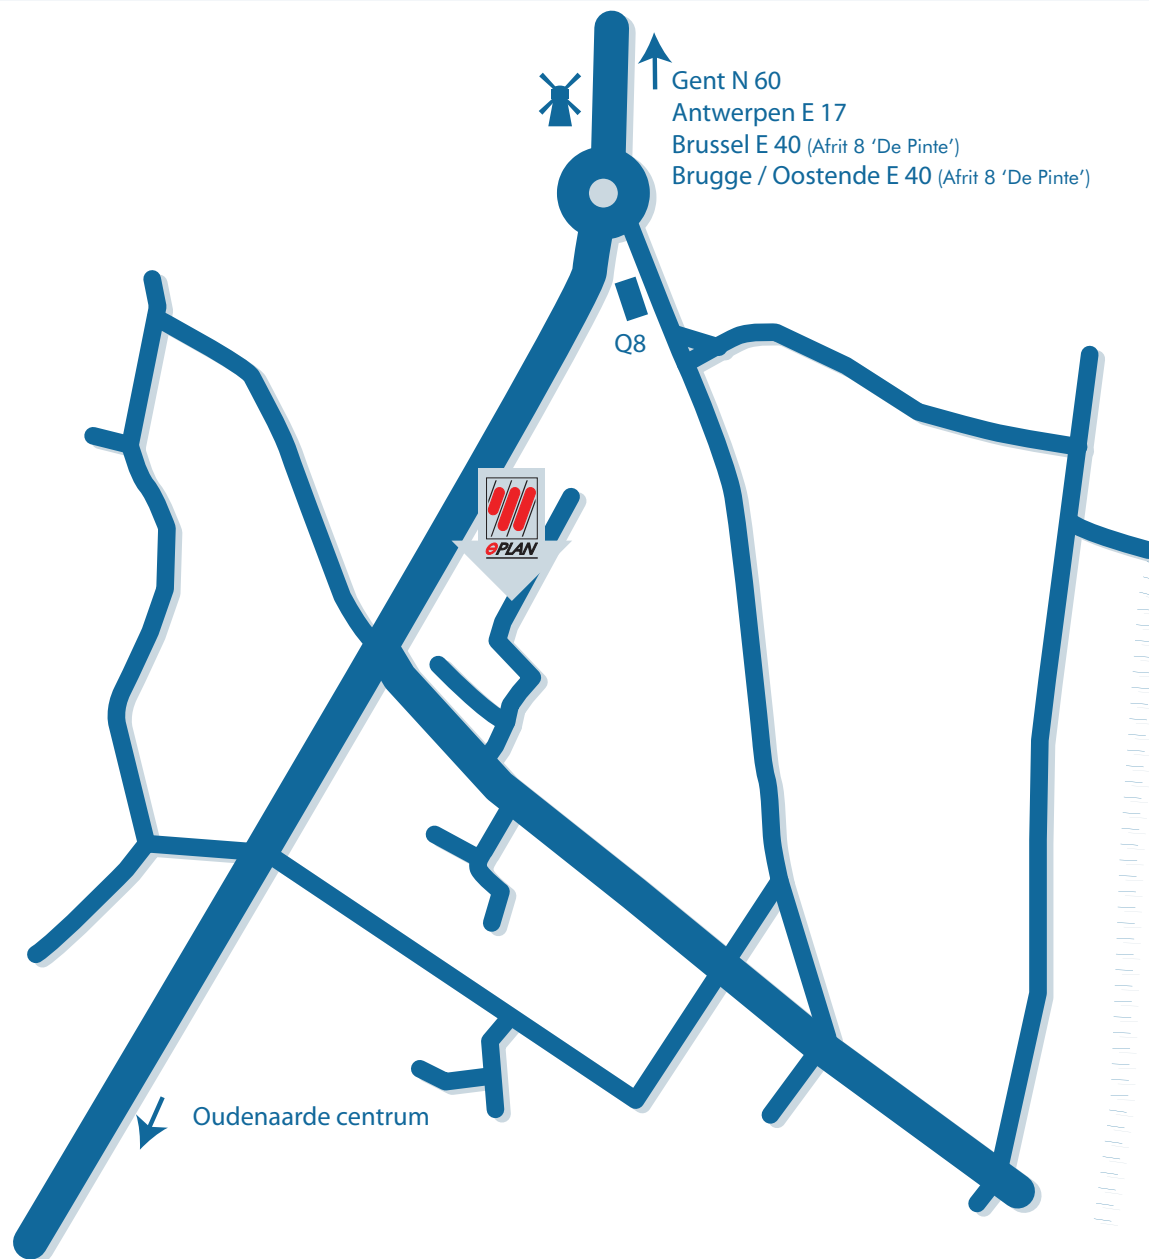 Gent N 60
Antwerpen E 17
Brussel E 40 (Afrit 8 ‘De Pinte’)
Brugge / Oostende E 40 (Afrit 8 ‘De Pinte’)
Q8
ePLAN
Oudenaarde centrum